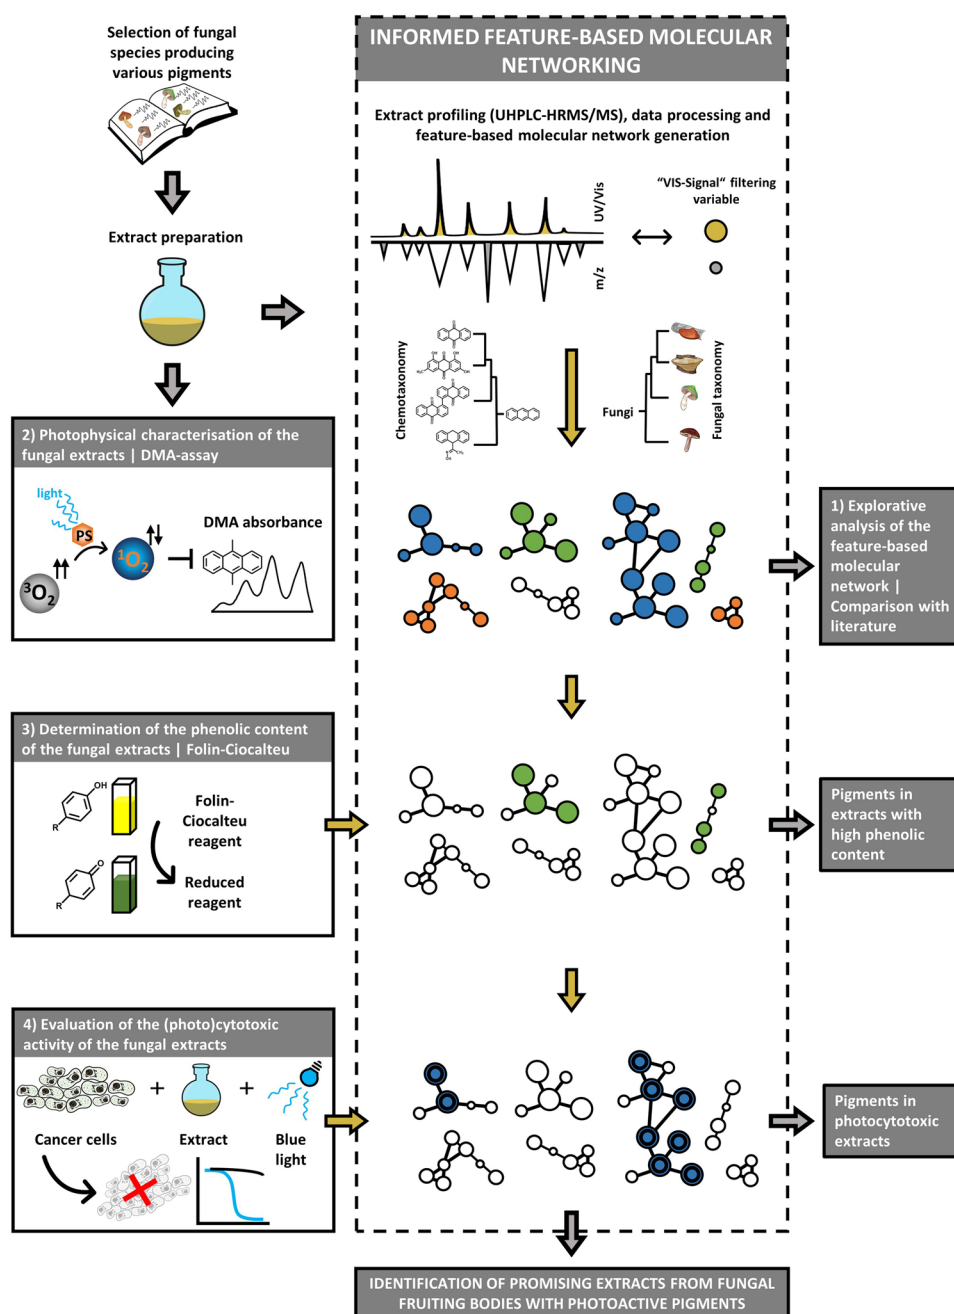 Selection of fungal
species producing
various pigments
Extract preparation
INFORMED FEATURE-BASED MOLECULAR
NETWORKING
Extract profiling (UHPLC-HRMS/MS), data processing and
feature-based molecular network generation
UV/Vis
m/z
“VIS-Signal“ filtering
variable
Chemotaxonomy
Fungi
Fungal taxonomy
2) Photophysical characterisation of the
fungal extracts | DMA-assay
light
PS
³O₂
¹O₂
DMA absorbance
1) Explorative
analysis of the
feature-based
molecular
network |
Comparison with
literature
3) Determination of the phenolic content
of the fungal extracts | Folin-Ciocalteu
OH
R
O
R
Folin-
Ciocalteu
reagent
Reduced
reagent
Pigments in
extracts with
high phenolic
content
4) Evaluation of the (photo)cytotoxic
activity of the fungal extracts
+
+
Cancer cells
Extract
Blue
light
Pigments in
photocytotoxic
extracts
IDENTIFICATION OF PROMISING EXTRACTS FROM FUNGAL
FRUITING BODIES WITH PHOTOACTIVE PIGMENTS